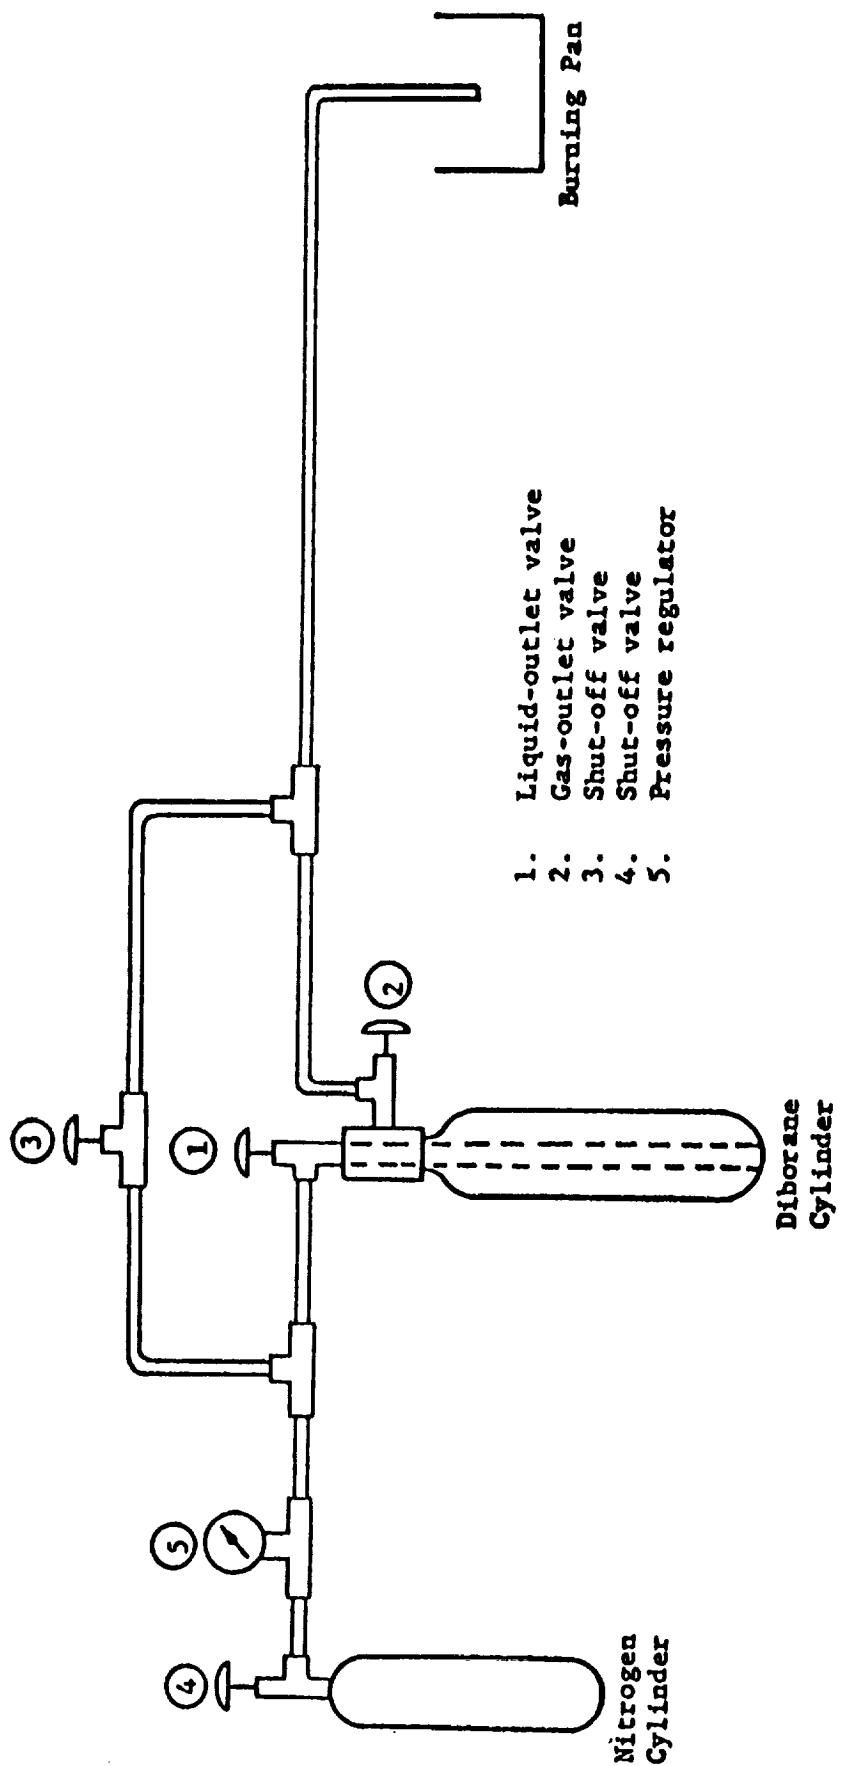 3
1
2
5
4
Burning Pan
1. Liquid-outlet valve
2. Gas-outlet valve
3. Shut-off valve
4. Shut-off valve
5. Pressure regulator
Diborane
Cylinder
Nitrogen
Cylinder